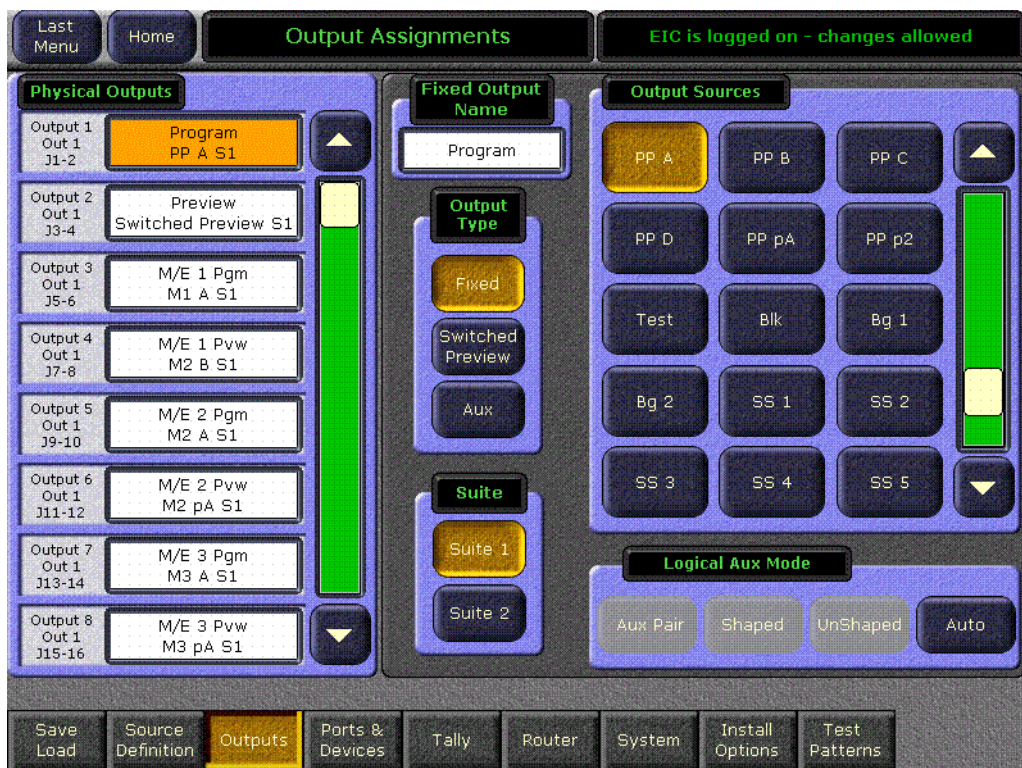 Last
Menu
Home
Output Assignments
EIC is logged on - changes allowed
Physical Outputs
Output 1
Out 1
J1-2
Program
PP A S1
Output 2
Out 1
J3-4
Preview
Switched Preview S1
Output 3
Out 1
J5-6
M/E 1 Pgm
M1 A S1
Output 4
Out 1
J7-8
M/E 1 Pvw
M2 B S1
Output 5
Out 1
J9-10
M/E 2 Pgm
M2 A S1
Output 6
Out 1
J11-12
M/E 2 Pvw
M2 pA S1
Output 7
Out 1
J13-14
M/E 3 Pgm
M3 A S1
Output 8
Out 1
J15-16
M/E 3 Pvw
M3 pA S1
Fixed Output
Name
Program
Output
Type
Fixed
Switched
Preview
Aux
Suite
Suite 1
Suite 2
Output Sources
PP A
PP B
PP C
PP D
PP pA
PP p2
Test
Blk
Bg 1
Bg 2
SS 1
SS 2
SS 3
SS 4
SS 5
Logical Aux Mode
Aux Pair
Shaped
UnShaped
Auto
Save
Load
Source
Definition
Outputs
Ports &
Devices
Tally
Router
System
Install
Options
Test
Patterns